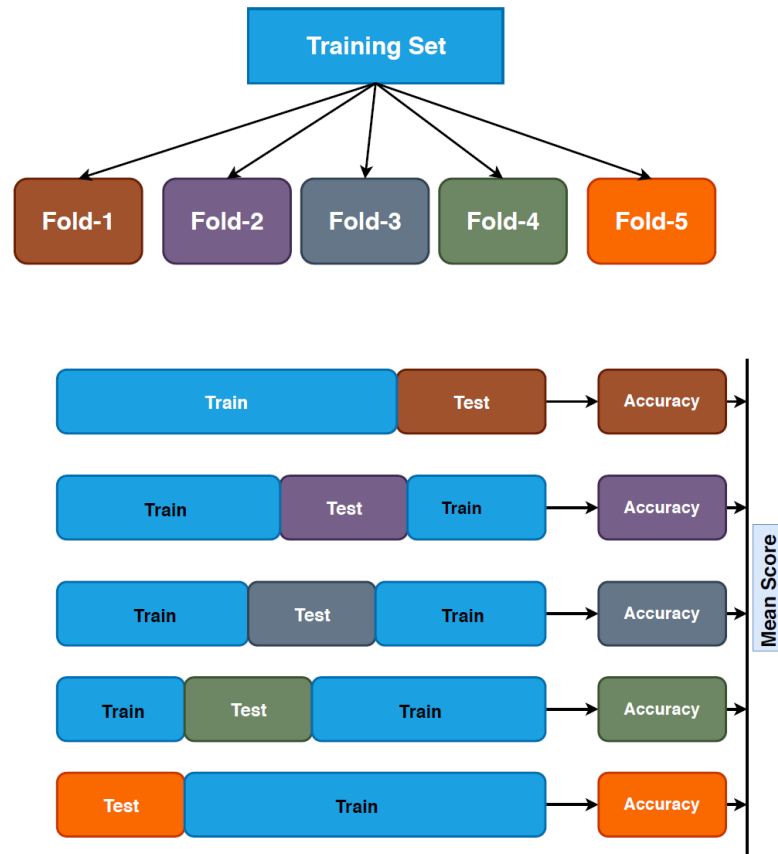 Training Set
Fold-1 Fold-2 Fold-3 Fold-4 Fold-5
Train Test Accuracy
Train Test Train Accuracy
Train Test Train Accuracy
Train Test Train Accuracy
Test Train Accuracy
Mean Score